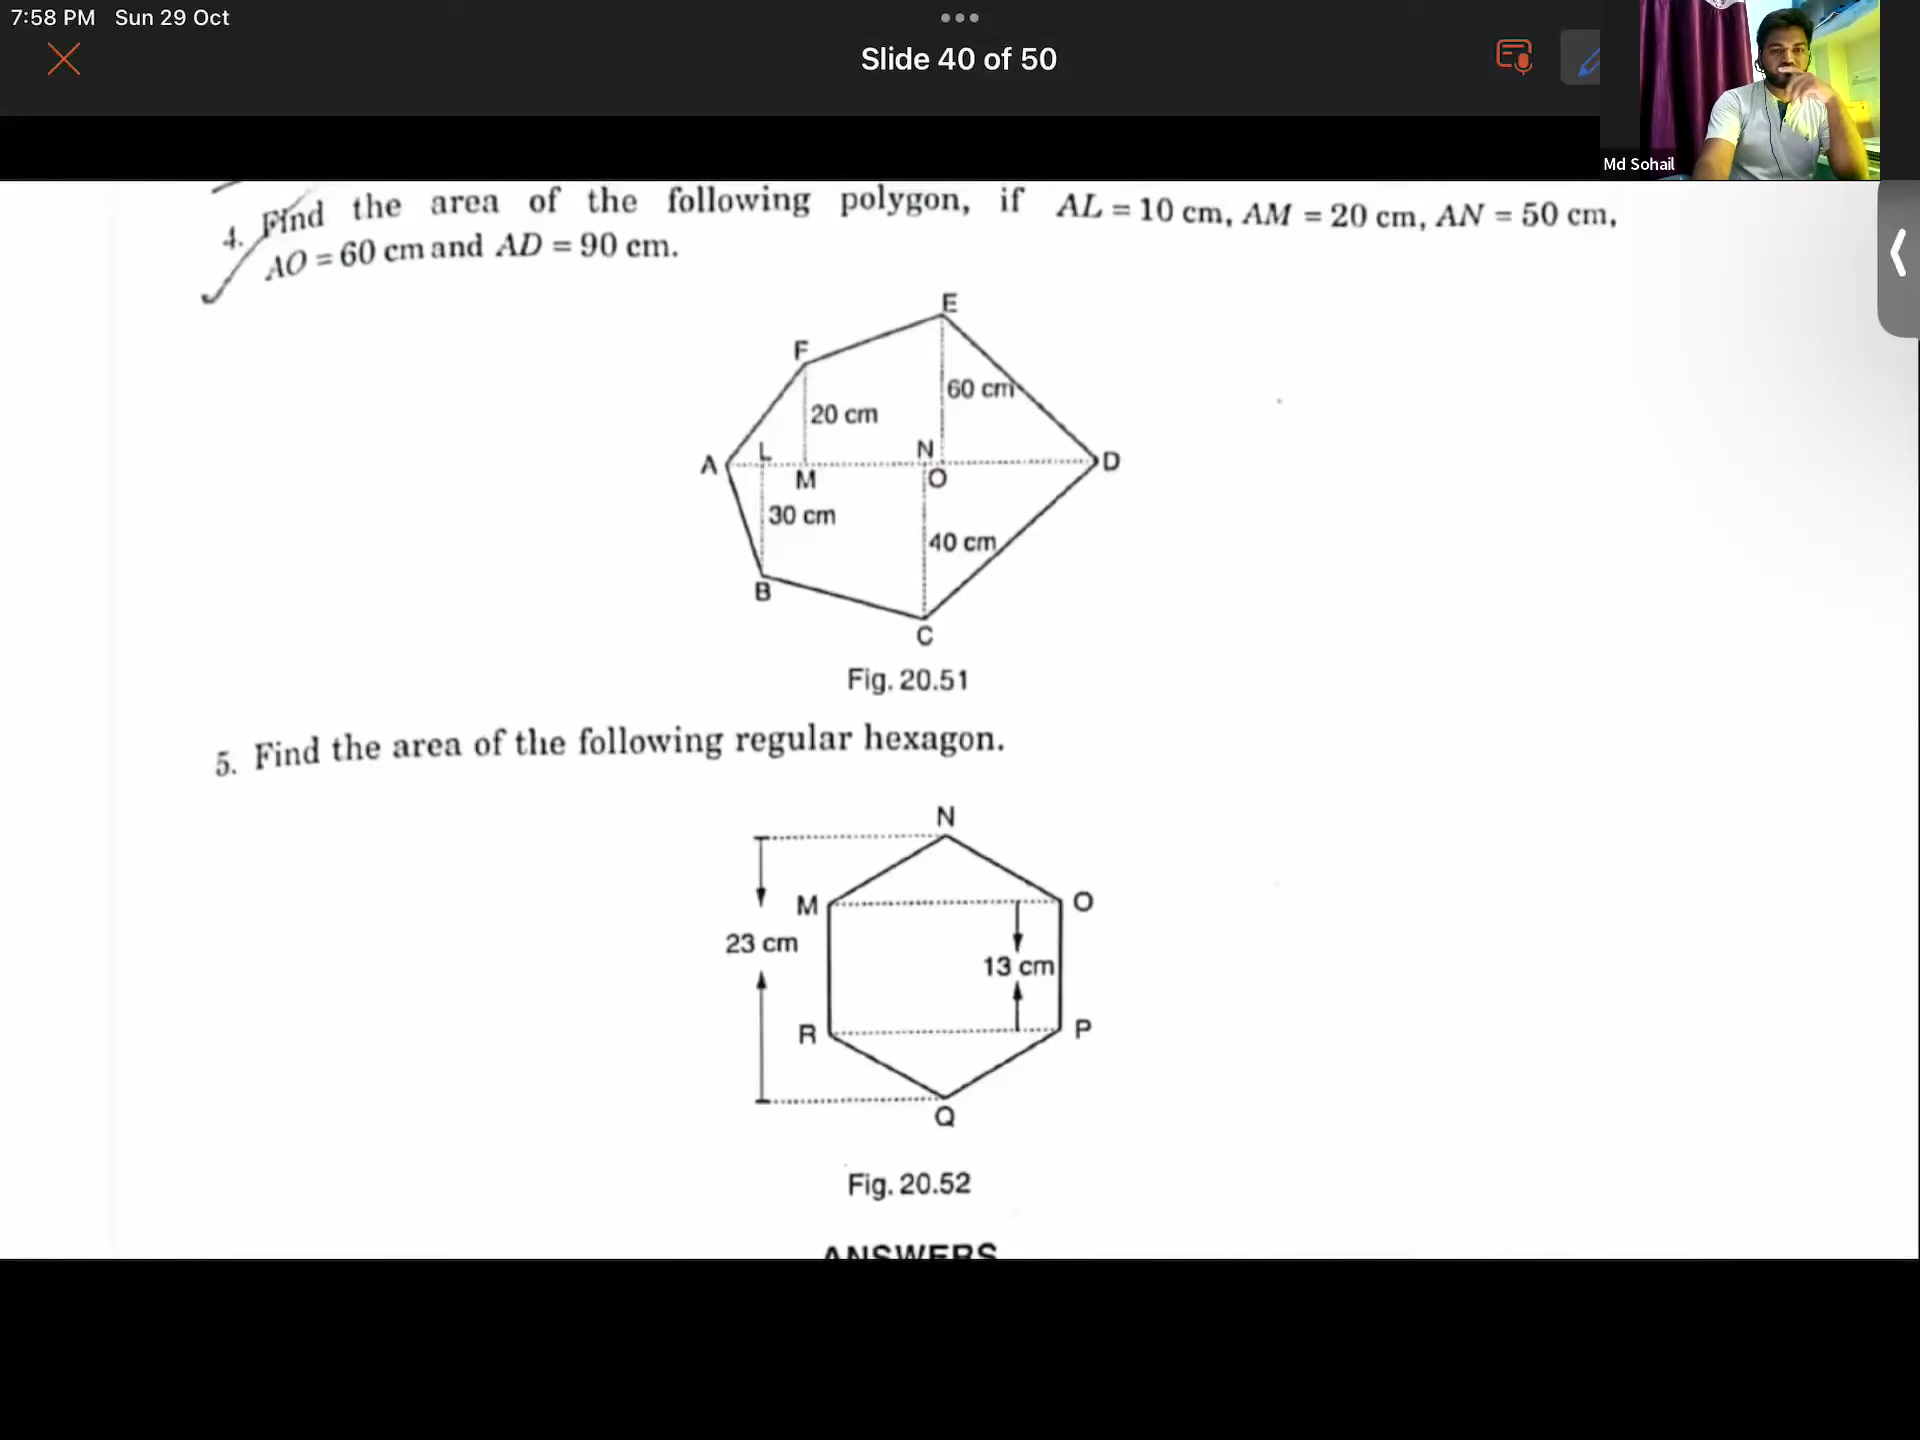 7:58 PM Sun 29 Oct
Slide 40 of 50
Md Sohail
4. Find the area of the following polygon, if AL = 10 cm, AM = 20 cm, AN = 50 cm,
AO = 60 cm and AD = 90 cm.
E
F
60 cm
20 cm
A L N D
M O
30 cm
40 cm
B
C
Fig. 20.51
5. Find the area of the following regular hexagon.
N
M O
23 cm
13 cm
R P
Q
Fig. 20.52
ANSWERS